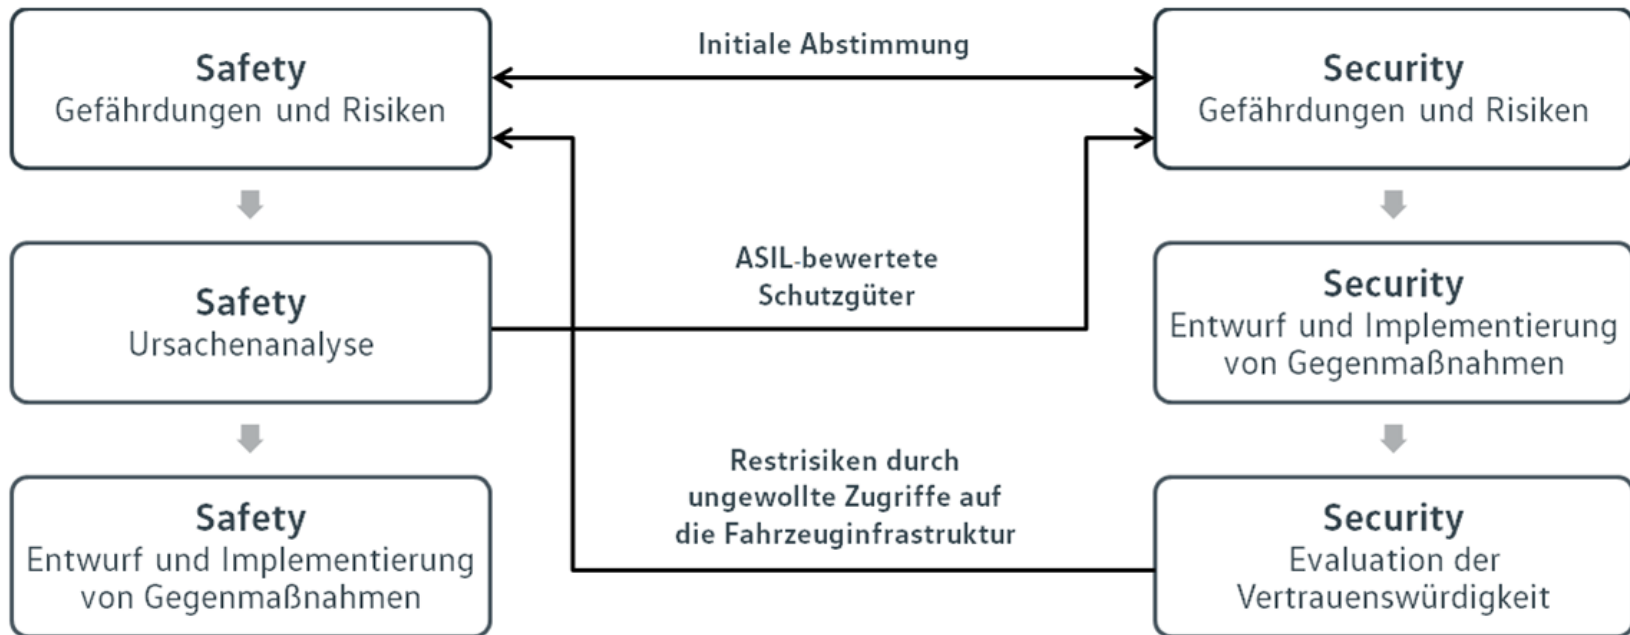 Safety
Gefährdungen und Risiken
Initiale Abstimmung
Security
Gefährdungen und Risiken
Safety
Ursachenanalyse
ASIL-bewertete
Schutzgüter
Security
Entwurf und Implementierung
von Gegenmaßnahmen
Safety
Entwurf und Implementierung
von Gegenmaßnahmen
Restrisiken durch
ungewollte Zugriffe auf
die Fahrzeuginfrastruktur
Security
Evaluation der
Vertrauenswürdigkeit